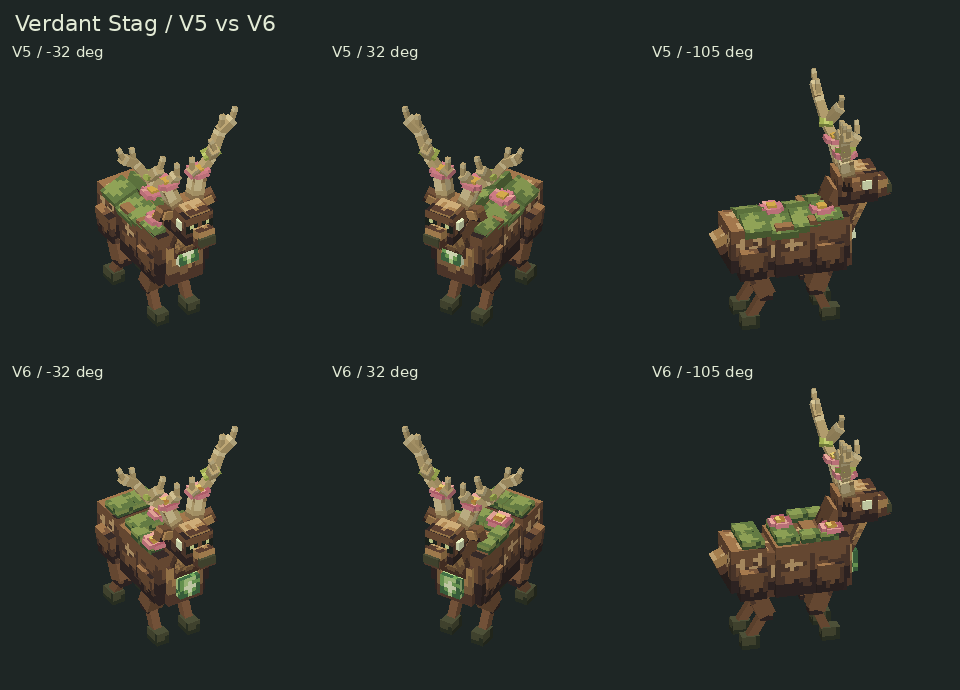 Verdant Stag / V5 vs V6
V5 / -32 deg
V5 / 32 deg
V5 / -105 deg
V6 / -32 deg
V6 / 32 deg
V6 / -105 deg